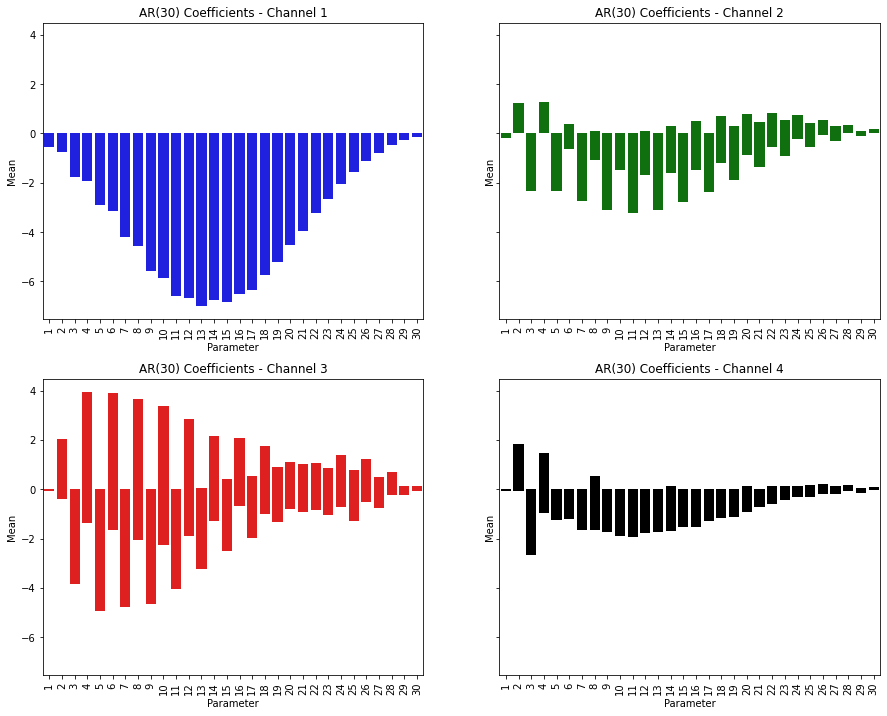 AR(30) Coefficients - Channel 1
4
2
0
−2
−4
−6
Mean
1 2 3 4 5 6 7 8 9 10 11 12 13 14 15 16 17 18 19 20 21 22 23 24 25 26 27 28 29 30
Parameter
AR(30) Coefficients - Channel 2
Mean
1 2 3 4 5 6 7 8 9 10 11 12 13 14 15 16 17 18 19 20 21 22 23 24 25 26 27 28 29 30
Parameter
AR(30) Coefficients - Channel 3
4
2
0
−2
−4
−6
Mean
1 2 3 4 5 6 7 8 9 10 11 12 13 14 15 16 17 18 19 20 21 22 23 24 25 26 27 28 29 30
Parameter
AR(30) Coefficients - Channel 4
Mean
1 2 3 4 5 6 7 8 9 10 11 12 13 14 15 16 17 18 19 20 21 22 23 24 25 26 27 28 29 30
Parameter